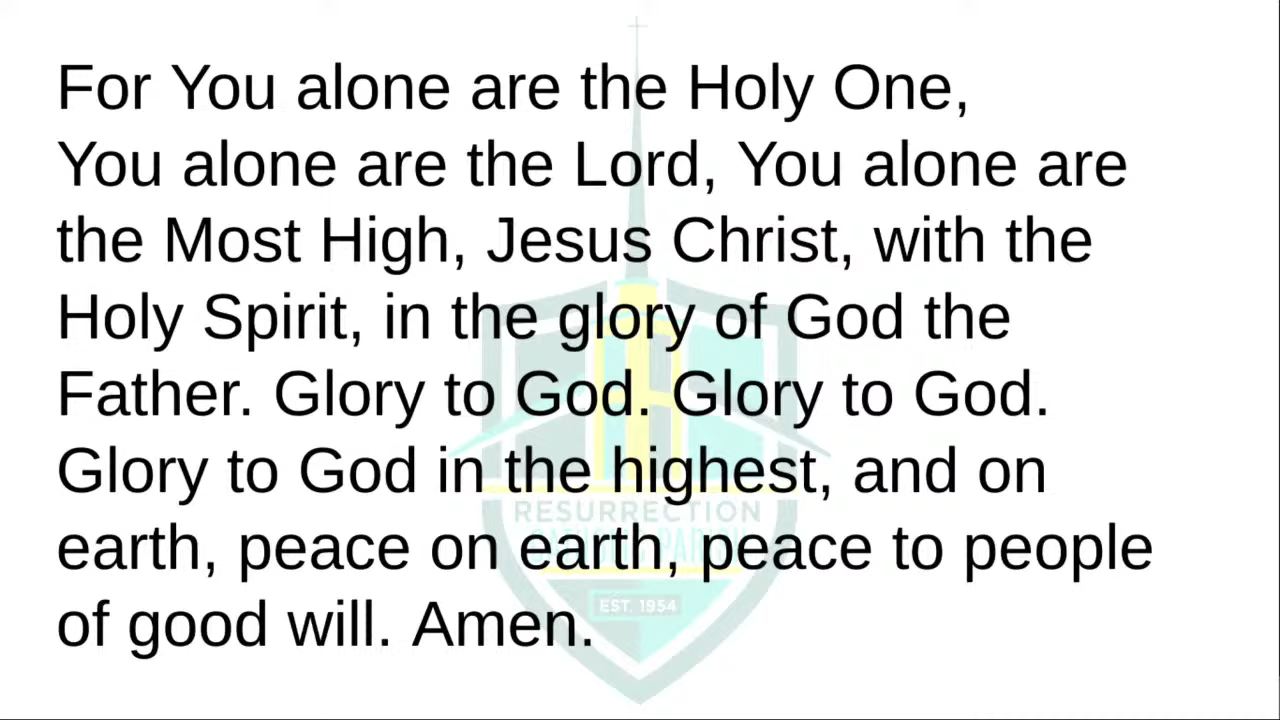 For You alone are the Holy One,
You alone are the Lord, You alone are
the Most High, Jesus Christ, with the
Holy Spirit, in the glory of God the
Father. Glory to God. Glory to God.
Glory to God in the highest, and on
RESURRECTION
CATHOLIC PARISH
earth, peace on earth, peace to people
EST. 1954
of good will. Amen.